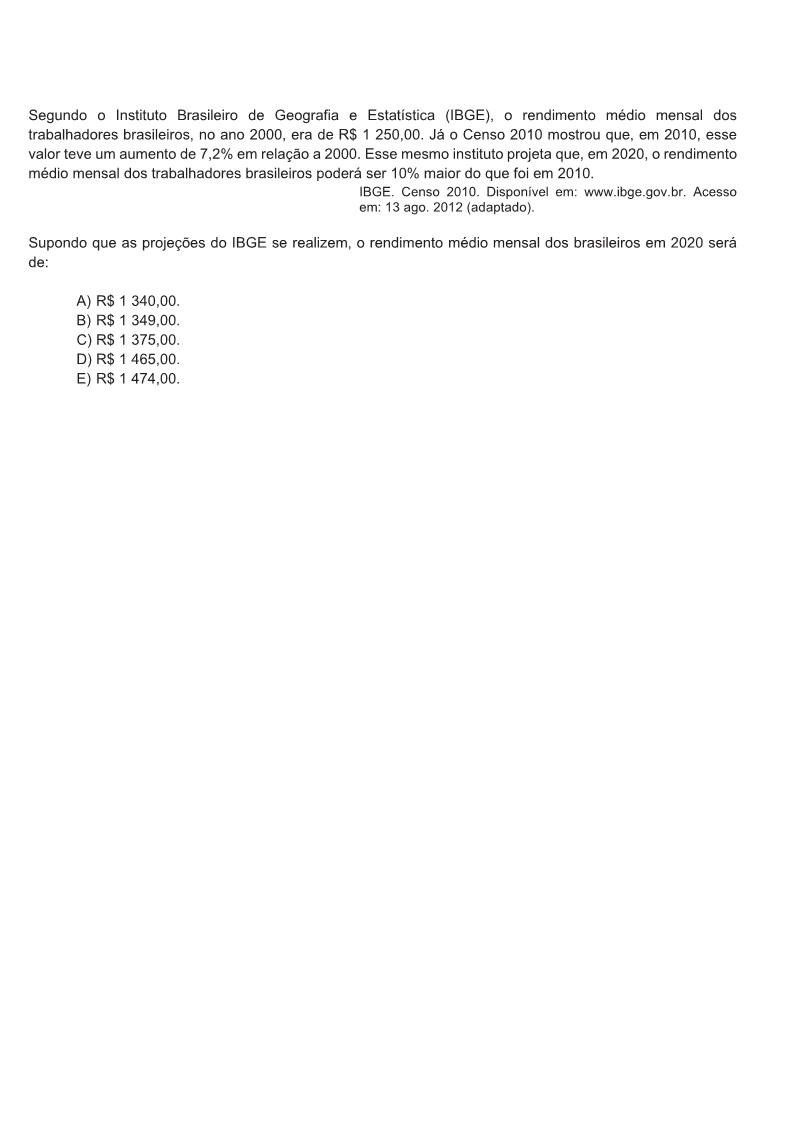 Segundo o Instituto Brasileiro de Geografia e Estatística (IBGE), o rendimento médio mensal dos
trabalhadores brasileiros, no ano 2000, era de R$ 1 250,00. Já o Censo 2010 mostrou que, em 2010, esse
valor teve um aumento de 7,2% em relação a 2000. Esse mesmo instituto projeta que, em 2020, o rendimento
médio mensal dos trabalhadores brasileiros poderá ser 10% maior do que foi em 2010.
IBGE. Censo 2010. Disponível em: www.ibge.gov.br. Acesso
em: 13 ago. 2012 (adaptado).
Supondo que as projeções do IBGE se realizem, o rendimento médio mensal dos brasileiros em 2020 será
de:
A) R$ 1 340,00.
B) R$ 1 349,00.
C) R$ 1 375,00.
D) R$ 1 465,00.
E) R$ 1 474,00.